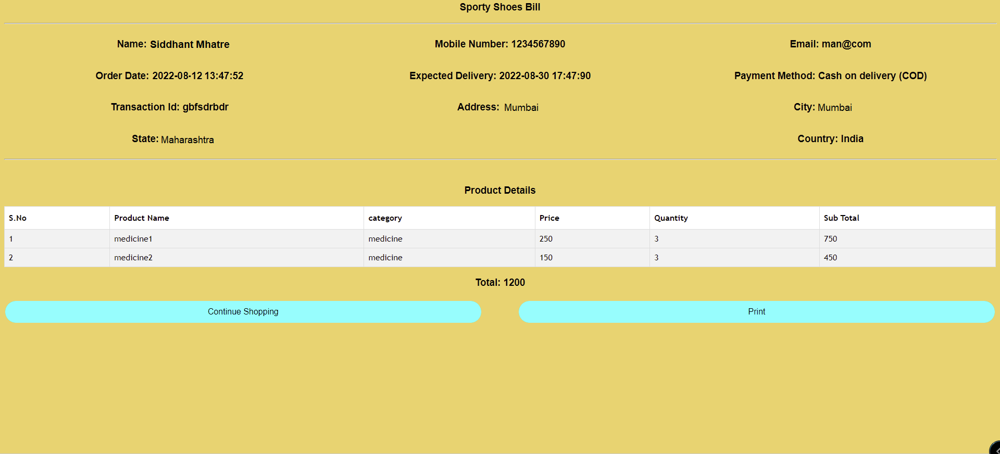 Sporty Shoes Bill
Name: Siddhant Mhatre Mobile Number: 1234567890 Email: man@com
Order Date: 2022-08-12 13:47:52 Expected Delivery: 2022-08-30 17:47:90 Payment Method: Cash on delivery (COD)
Transaction Id: gbfsdrbdr Address: Mumbai City: Mumbai
State: Maharashtra Country: India
Product Details
S.No Product Name category Price Quantity Sub Total
1 medicine1 medicine 250 3 750
2 medicine2 medicine 150 3 450
Total: 1200
Continue Shopping Print